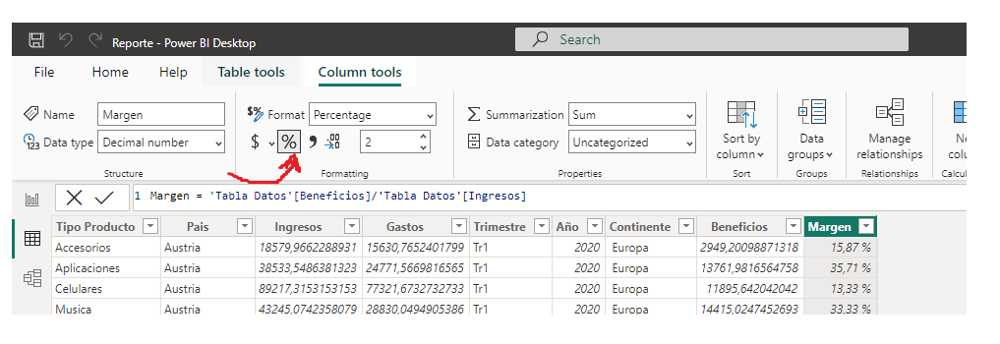 Reporte - Power BI Desktop
Search
File Home Help Table tools Column tools
Name Margen
$% Format Percentage
Summarization Sum
Data type Decimal number
$ % 9 .00 2
Data category Uncategorized
Sort by column
Data groups
Manage relationships
Structure Formatting Properties Sort Groups Relationships
1 Margen = 'Tabla Datos'[Beneficios]/'Tabla Datos'[Ingresos]
Tipo Producto Pais Ingresos Gastos Trimestre Año Continente Beneficios Margen
Accesorios Austria 18579,9662288931 15630,7652401799 Tr1 2020 Europa 2949,20098871318 15,87 %
Aplicaciones Austria 38533,5486381323 24771,5669816565 Tr1 2020 Europa 13761,9816564758 35,71 %
Celulares Austria 89217,3153153153 77321,6732732733 Tr1 2020 Europa 11895,642042042 13,33 %
Musica Austria 43245,0742358079 28830,0494905386 Tr1 2020 Europa 14415,0247452693 33,33 %